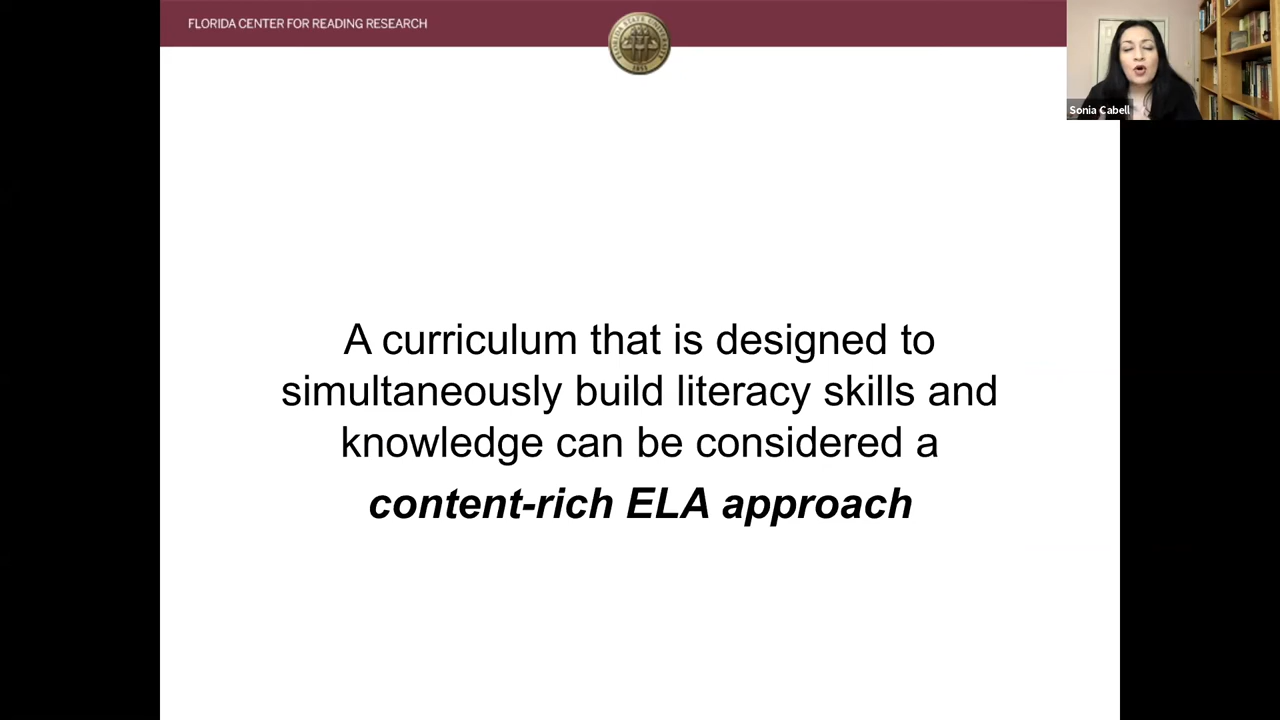 FLORIDA CENTER FOR READING RESEARCH
Sonia Cabell
A curriculum that is designed to
simultaneously build literacy skills and
knowledge can be considered a
content-rich ELA approach